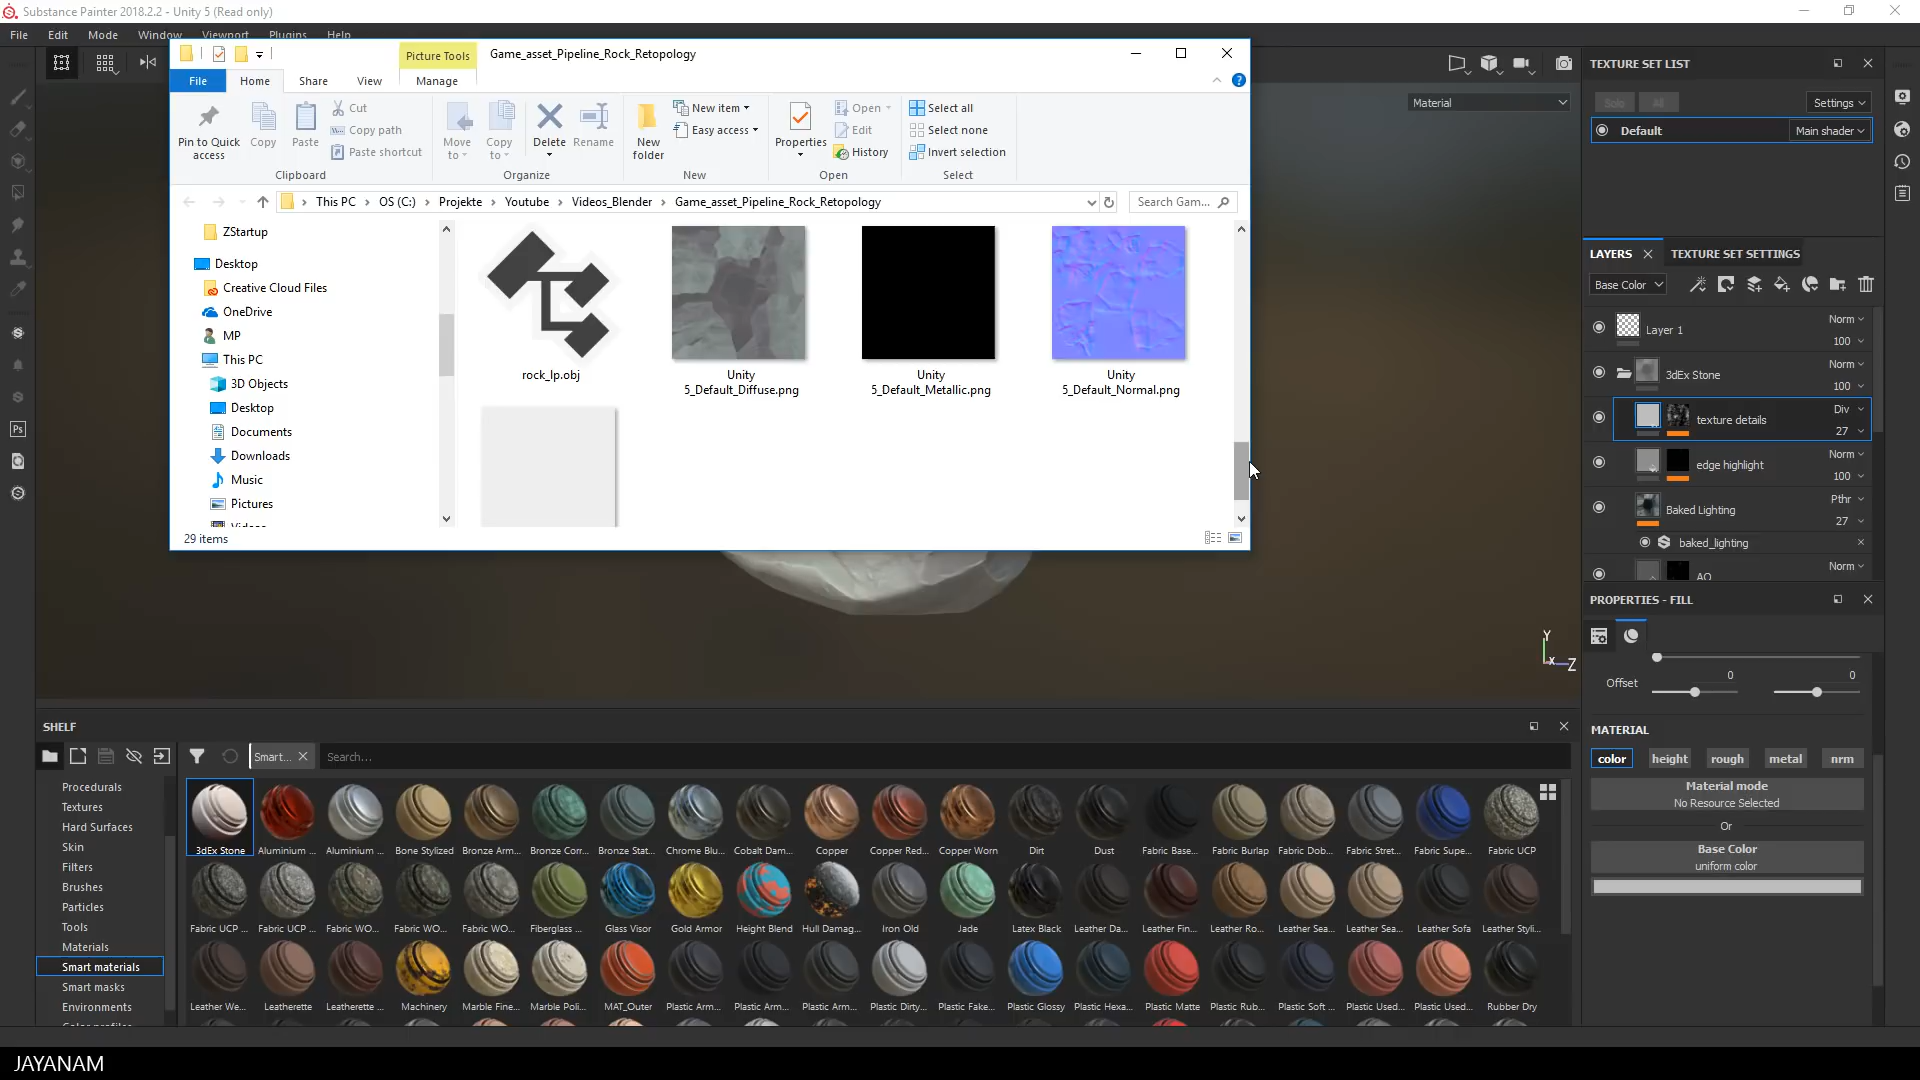 Substance Painter 2018.2.2 - Unity 5 (Read only)
File Edit Mode Window Viewport Plugins Help
Picture Tools
Game_asset_Pipeline_Rock_Retopology
File Home Share View Manage
Pin to Quick access
Copy
Paste
Cut
Copy path
Paste shortcut
Move to
Copy to
Delete
Rename
New folder
New item
Easy access
Properties
Open
Edit
History
Select all
Select none
Invert selection
Clipboard
Organize
New
Open
Select
This PC > OS (C:) > Projekte > Youtube > Videos_Blender > Game_asset_Pipeline_Rock_Retopology
Search Gam...
ZStartup
Desktop
Creative Cloud Files
OneDrive
MP
This PC
3D Objects
Desktop
Documents
Downloads
Music
Pictures
Videos
rock_lp.obj
Unity
5_Default_Diffuse.png
Unity
5_Default_Metallic.png
Unity
5_Default_Normal.png
29 items
Material
Y
X
Z
TEXTURE SET LIST
Solo All Settings
Default Main shader
LAYERS TEXTURE SET SETTINGS
Base Color
Layer 1 Norm 100
3dEx Stone Norm 100
texture details Div 27
edge highlight Norm 100
Baked Lighting Pthr 27
baked_lighting
AO Norm
PROPERTIES - FILL
Offset 0 0
MATERIAL
color height rough metal nrm
Material mode
No Resource Selected
Or
Base Color
uniform color
SHELF
Smart... Search...
Procedurals
Textures
Hard Surfaces
Skin
Filters
Brushes
Particles
Tools
Materials
Smart materials
Smart masks
Environments
Color profiles
3dEx Stone Aluminium ... Aluminium ... Bone Stylized Bronze Arm... Bronze Corr... Bronze Stat... Chrome Blu... Cobalt Dam... Copper Copper Red... Copper Worn Dirt Dust Fabric Base... Fabric Burlap Fabric Dob... Fabric Stret... Fabric Supe... Fabric UCP
Fabric UCP ... Fabric UCP ... Fabric WO... Fabric WO... Fabric WO... Fiberglass ... Glass Visor Gold Armor Height Blend Hull Damag... Iron Old Jade Latex Black Leather Da... Leather Fin... Leather Ro... Leather Sea... Leather Sea... Leather Sofa Leather Styli...
Leather We... Leatherette Leatherette ... Machinery Marble Fine... Marble Poli... MAT_Outer Plastic Arm... Plastic Arm... Plastic Arm... Plastic Dirty... Plastic Fake... Plastic Glossy Plastic Hexa... Plastic Matte Plastic Rub... Plastic Soft ... Plastic Used... Plastic Used... Rubber Dry
Ps
JAYANAM